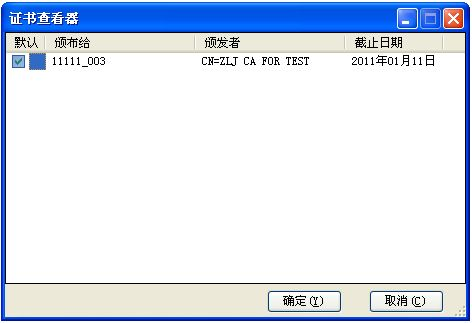 证书查看器
默认 颁布给 颁发者 截止日期
11111_003 CN=ZLJ CA FOR TEST 2011年01月11日
确定(Y) 取消(C)